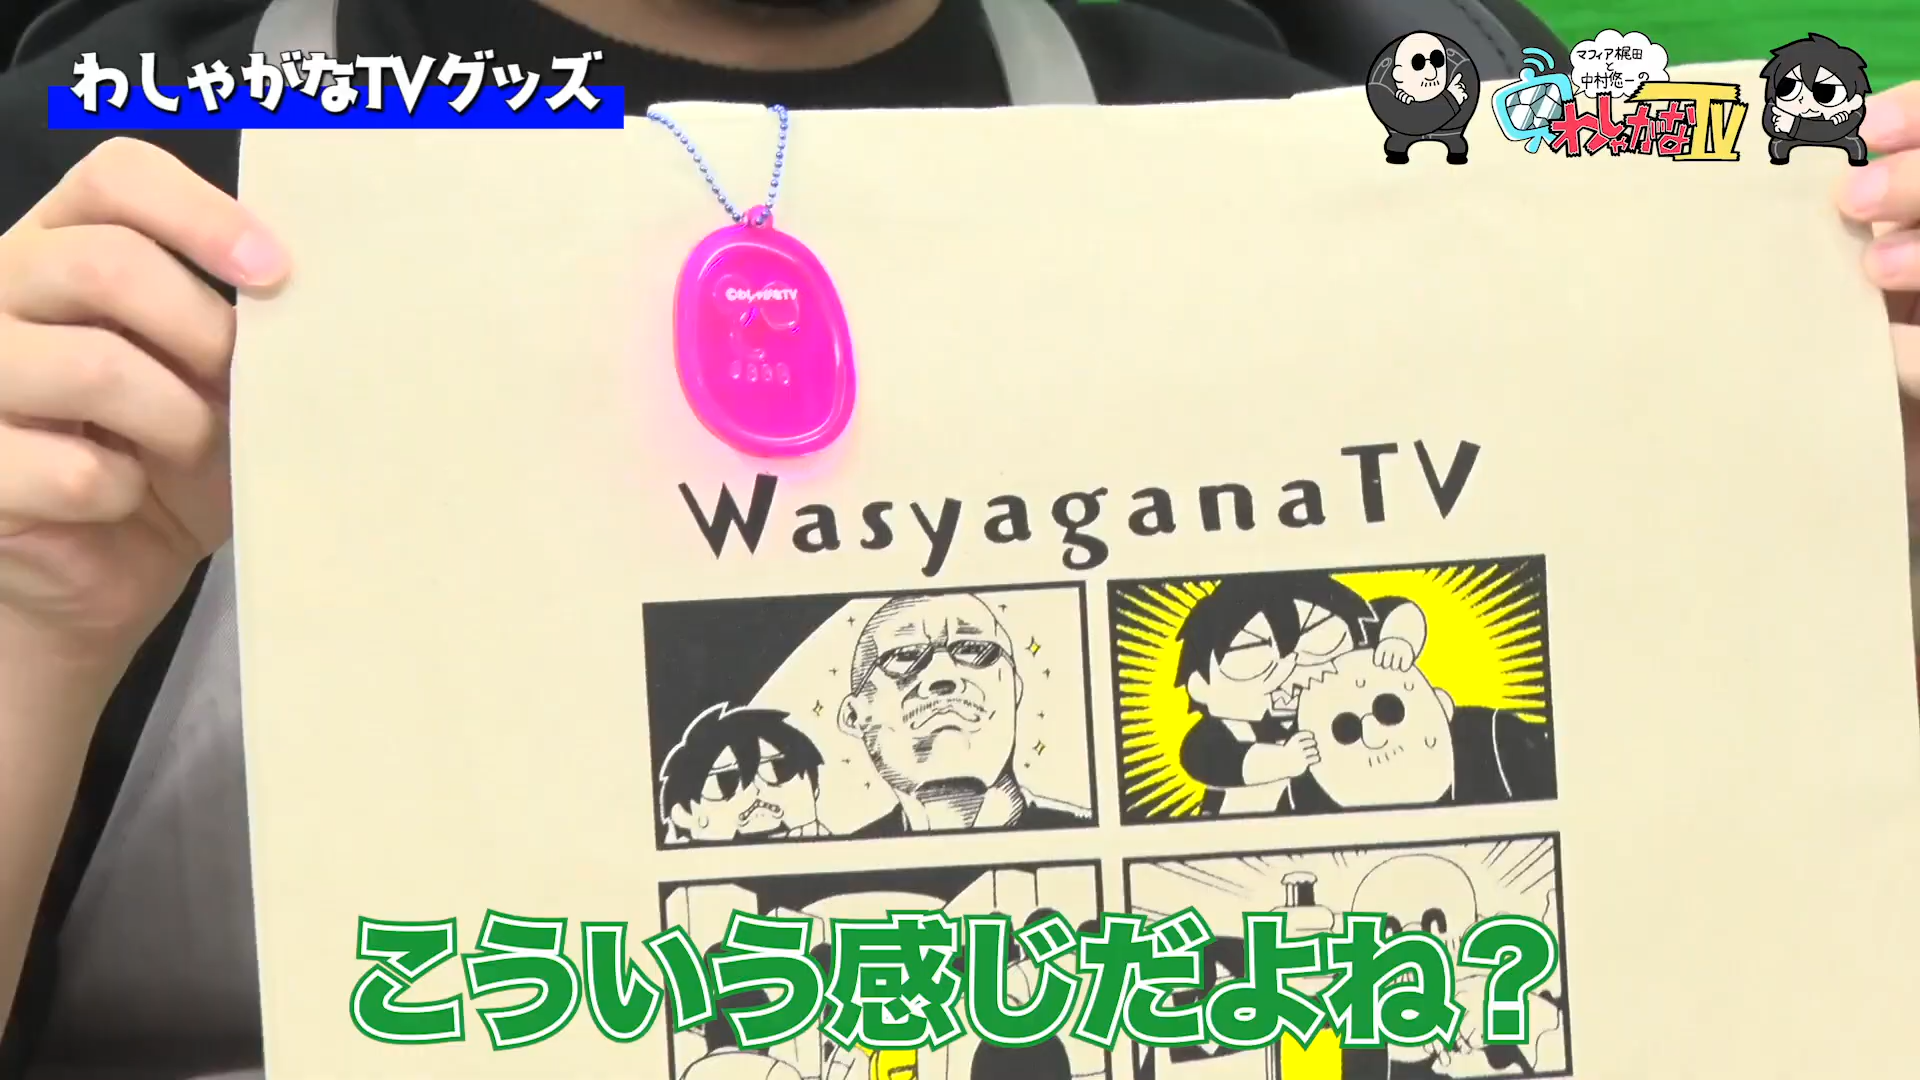 わしゃがなTVグッズ
マフィア梶田
と
中村悠一の
わしゃがなTV
©わしゃがなTV
WasyaganaTV
こういう感じだよね?